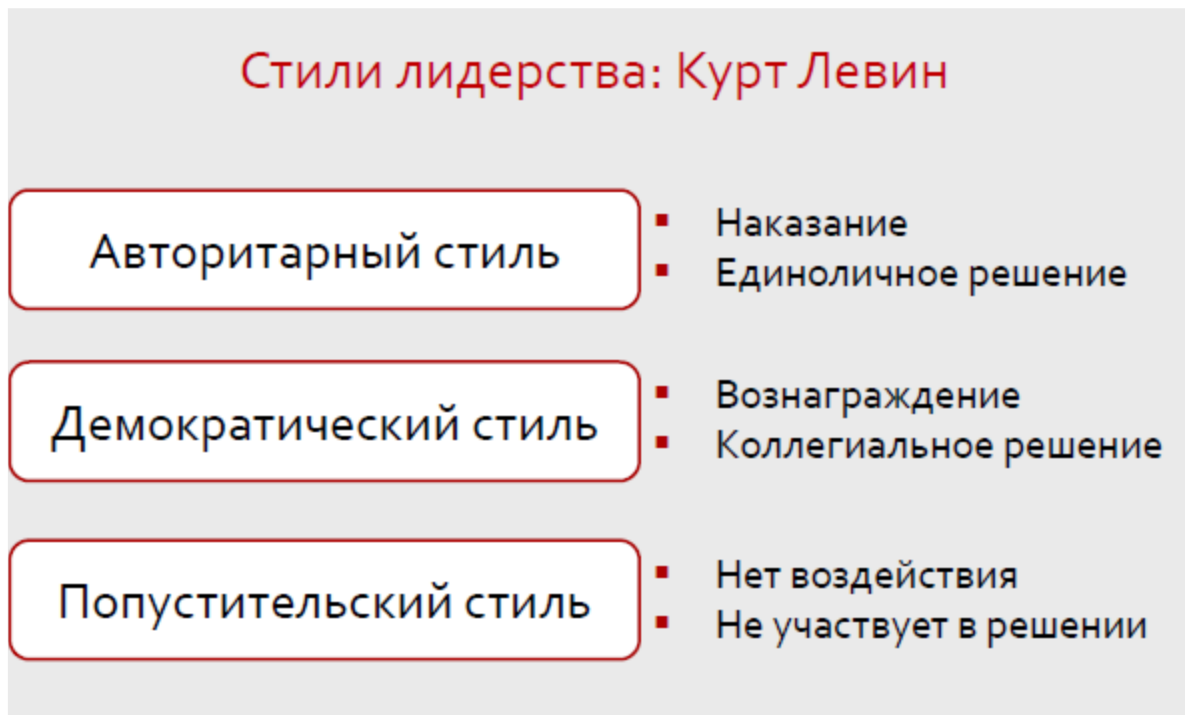 Стили лидерства: Курт Левин
Авторитарный стиль
Наказание
Единоличное решение
Демократический стиль
Вознаграждение
Коллегиальное решение
Попустительский стиль
Нет воздействия
Не участвует в решении